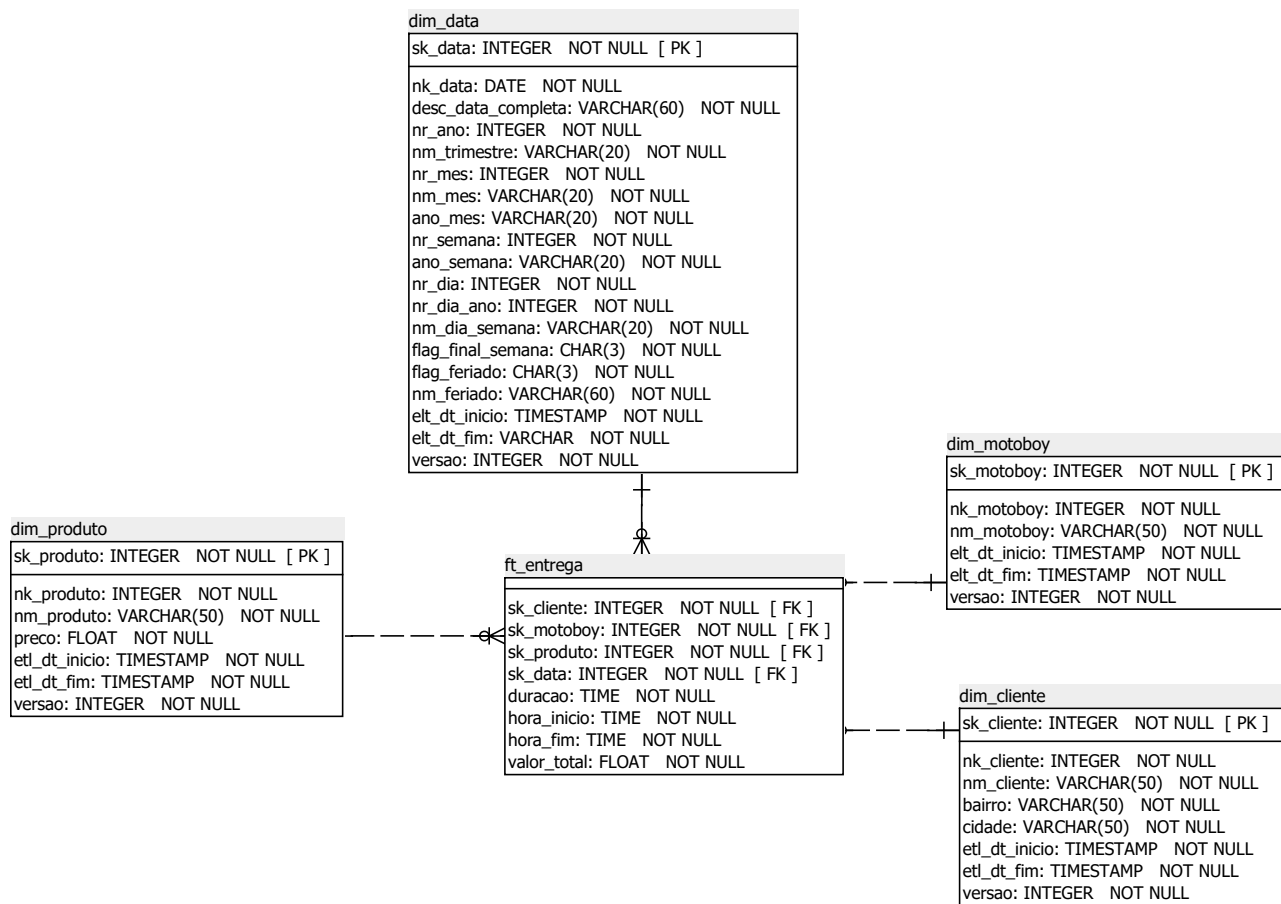 dim_data
sk_data: INTEGER NOT NULL [ PK ]
nk_data: DATE NOT NULL
desc_data_completa: VARCHAR(60) NOT NULL
nr_ano: INTEGER NOT NULL
nm_trimestre: VARCHAR(20) NOT NULL
nr_mes: INTEGER NOT NULL
nm_mes: VARCHAR(20) NOT NULL
ano_mes: VARCHAR(20) NOT NULL
nr_semana: INTEGER NOT NULL
ano_semana: VARCHAR(20) NOT NULL
nr_dia: INTEGER NOT NULL
nr_dia_ano: INTEGER NOT NULL
nm_dia_semana: VARCHAR(20) NOT NULL
flag_final_semana: CHAR(3) NOT NULL
flag_feriado: CHAR(3) NOT NULL
nm_feriado: VARCHAR(60) NOT NULL
elt_dt_inicio: TIMESTAMP NOT NULL
elt_dt_fim: VARCHAR NOT NULL
versao: INTEGER NOT NULL
dim_motoboy
sk_motoboy: INTEGER NOT NULL [ PK ]
nk_motoboy: INTEGER NOT NULL
nm_motoboy: VARCHAR(50) NOT NULL
elt_dt_inicio: TIMESTAMP NOT NULL
elt_dt_fim: TIMESTAMP NOT NULL
versao: INTEGER NOT NULL
dim_produto
sk_produto: INTEGER NOT NULL [ PK ]
nk_produto: INTEGER NOT NULL
nm_produto: VARCHAR(50) NOT NULL
preco: FLOAT NOT NULL
etl_dt_inicio: TIMESTAMP NOT NULL
etl_dt_fim: TIMESTAMP NOT NULL
versao: INTEGER NOT NULL
ft_entrega
sk_cliente: INTEGER NOT NULL [ FK ]
sk_motoboy: INTEGER NOT NULL [ FK ]
sk_produto: INTEGER NOT NULL [ FK ]
sk_data: INTEGER NOT NULL [ FK ]
duracao: TIME NOT NULL
hora_inicio: TIME NOT NULL
hora_fim: TIME NOT NULL
valor_total: FLOAT NOT NULL
dim_cliente
sk_cliente: INTEGER NOT NULL [ PK ]
nk_cliente: INTEGER NOT NULL
nm_cliente: VARCHAR(50) NOT NULL
bairro: VARCHAR(50) NOT NULL
cidade: VARCHAR(50) NOT NULL
etl_dt_inicio: TIMESTAMP NOT NULL
etl_dt_fim: TIMESTAMP NOT NULL
versao: INTEGER NOT NULL